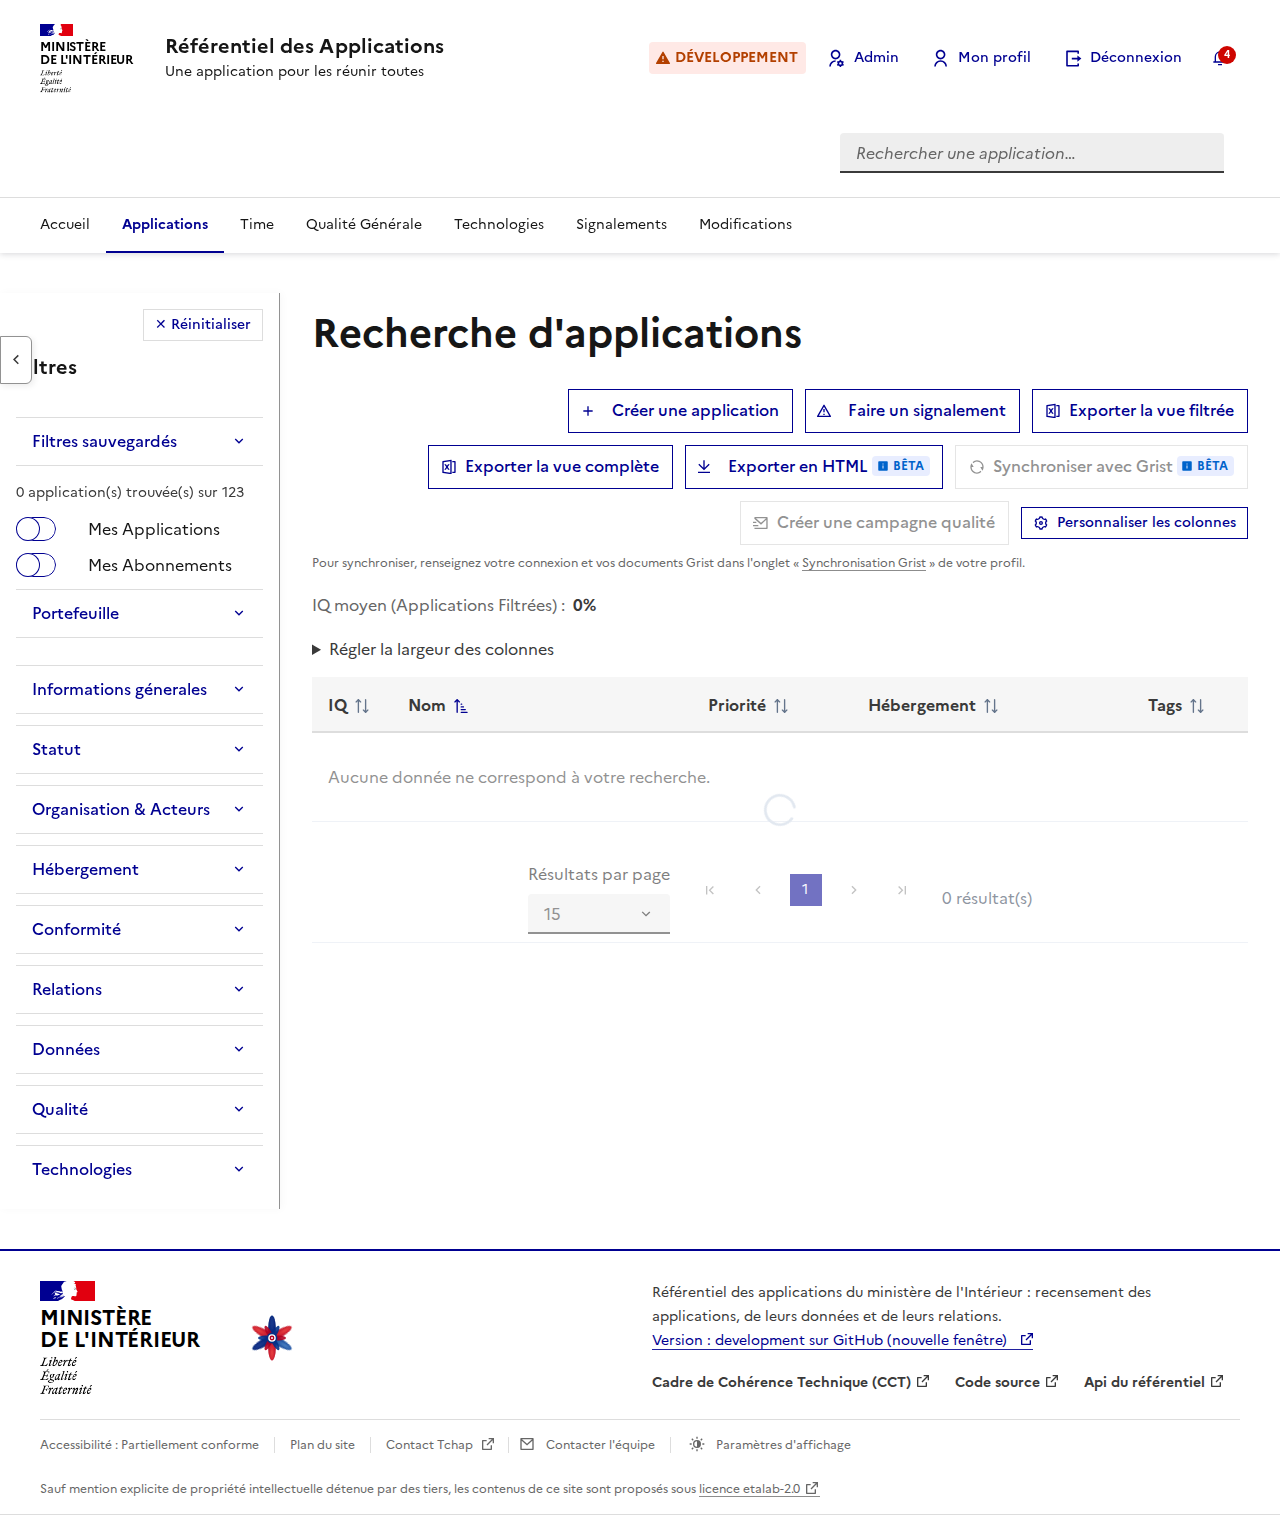 MINISTÈRE
DE L'INTÉRIEUR
Liberté
Égalité
Fraternité
Référentiel des Applications
Une application pour les réunir toutes
DÉVELOPPEMENT
Admin
Mon profil
Déconnexion
4
Rechercher une application…
Accueil
Applications
Time
Qualité Générale
Technologies
Signalements
Modifications
✕ Réinitialiser
ltres
Filtres sauvegardés
0 application(s) trouvée(s) sur 123
Mes Applications
Mes Abonnements
Portefeuille
Informations génerales
Statut
Organisation & Acteurs
Hébergement
Conformité
Relations
Données
Qualité
Technologies
Recherche d'applications
Créer une application
Faire un signalement
Exporter la vue filtrée
Exporter la vue complète
Exporter en HTML BÊTA
Synchroniser avec Grist BÊTA
Créer une campagne qualité
Personnaliser les colonnes
Pour synchroniser, renseignez votre connexion et vos documents Grist dans l'onglet « Synchronisation Grist » de votre profil.
IQ moyen (Applications Filtrées) : 0%
Régler la largeur des colonnes
IQ
Nom
Priorité
Hébergement
Tags
Aucune donnée ne correspond à votre recherche.
Résultats par page
15
1
0 résultat(s)
MINISTÈRE
DE L'INTÉRIEUR
Liberté
Égalité
Fraternité
Référentiel des applications du ministère de l'Intérieur : recensement des
applications, de leurs données et de leurs relations.
Version : development sur GitHub (nouvelle fenêtre)
Cadre de Cohérence Technique (CCT)
Code source
Api du référentiel
Accessibilité : Partiellement conforme
Plan du site
Contact Tchap
Contacter l'équipe
Paramètres d'affichage
Sauf mention explicite de propriété intellectuelle détenue par des tiers, les contenus de ce site sont proposés sous licence etalab-2.0